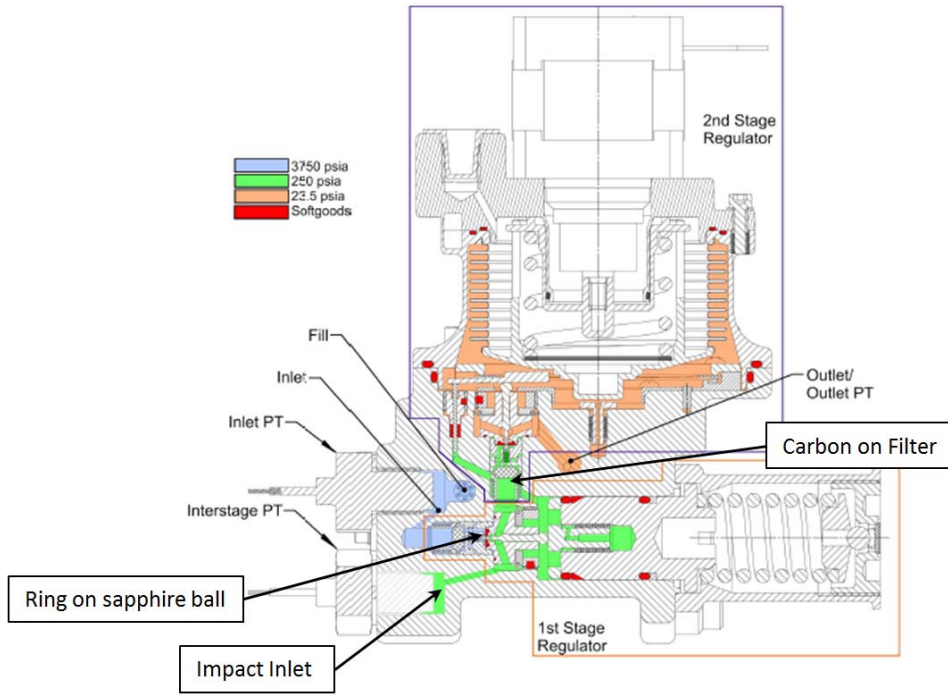 2nd Stage
Regulator
3750 psia
250 psia
23.5 psia
Softgoods
Fill
Inlet
Inlet PT
Interstage PT
Outlet/
Outlet PT
Carbon on Filter
Ring on sapphire ball
Impact Inlet
1st Stage
Regulator